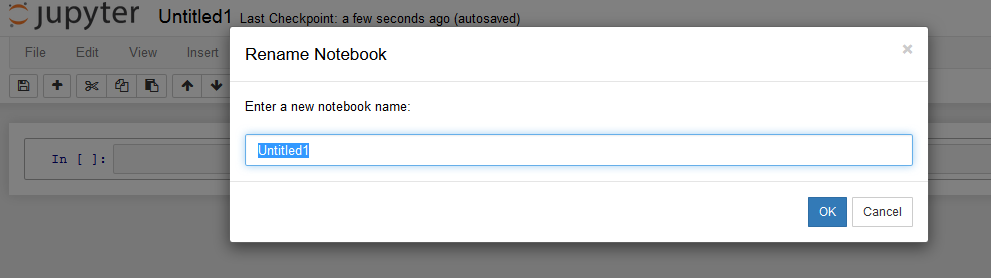 jupyter Untitled1 Last Checkpoint: a few seconds ago (autosaved)
File Edit View Insert
Rename Notebook
×
Enter a new notebook name:
Untitled1
In [ ]:
OK Cancel